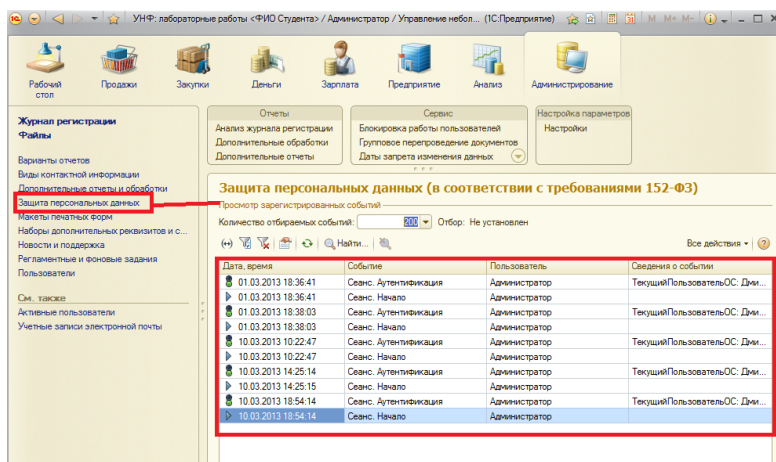 УНФ: лабораторные работы <ФИО Студента> / Администратор / Управление небол... (1С:Предприятие)
M M+ M-
Рабочий стол
Продажи
Закупки
Деньги
Зарплата
Предприятие
Анализ
Администрирование
Журнал регистрации
Файлы
Варианты отчетов
Виды контактной информации
Дополнительные отчеты и обработки
Защита персональных данных
Макеты печатных форм
Наборы дополнительных реквизитов и с...
Новости и поддержка
Регламентные и фоновые задания
Пользователи
См. также
Активные пользователи
Учетные записи электронной почты
Отчеты
Анализ журнала регистрации
Дополнительные обработки
Дополнительные отчеты
Сервис
Блокировка работы пользователей
Групповое перепроведение документов
Даты запрета изменения данных
Настройка параметров
Настройки
Защита персональных данных (в соответствии с требованиями 152-ФЗ)
Просмотр зарегистрированных событий
Количество отбираемых событий: 200 Отбор: Не установлен
Найти... Все действия
Дата, время Событие Пользователь Сведения о событии
01.03.2013 18:36:41 Сеанс. Аутентификация Администратор ТекущийПользовательОС: Дми...
01.03.2013 18:36:41 Сеанс. Начало Администратор
01.03.2013 18:38:03 Сеанс. Аутентификация Администратор ТекущийПользовательОС: Дми...
01.03.2013 18:38:03 Сеанс. Начало Администратор
10.03.2013 10:22:47 Сеанс. Аутентификация Администратор ТекущийПользовательОС: Дми...
10.03.2013 10:22:47 Сеанс. Начало Администратор
10.03.2013 14:25:14 Сеанс. Аутентификация Администратор ТекущийПользовательОС: Дми...
10.03.2013 14:25:15 Сеанс. Начало Администратор
10.03.2013 18:54:14 Сеанс. Аутентификация Администратор ТекущийПользовательОС: Дми...
10.03.2013 18:54:14 Сеанс. Начало Администратор